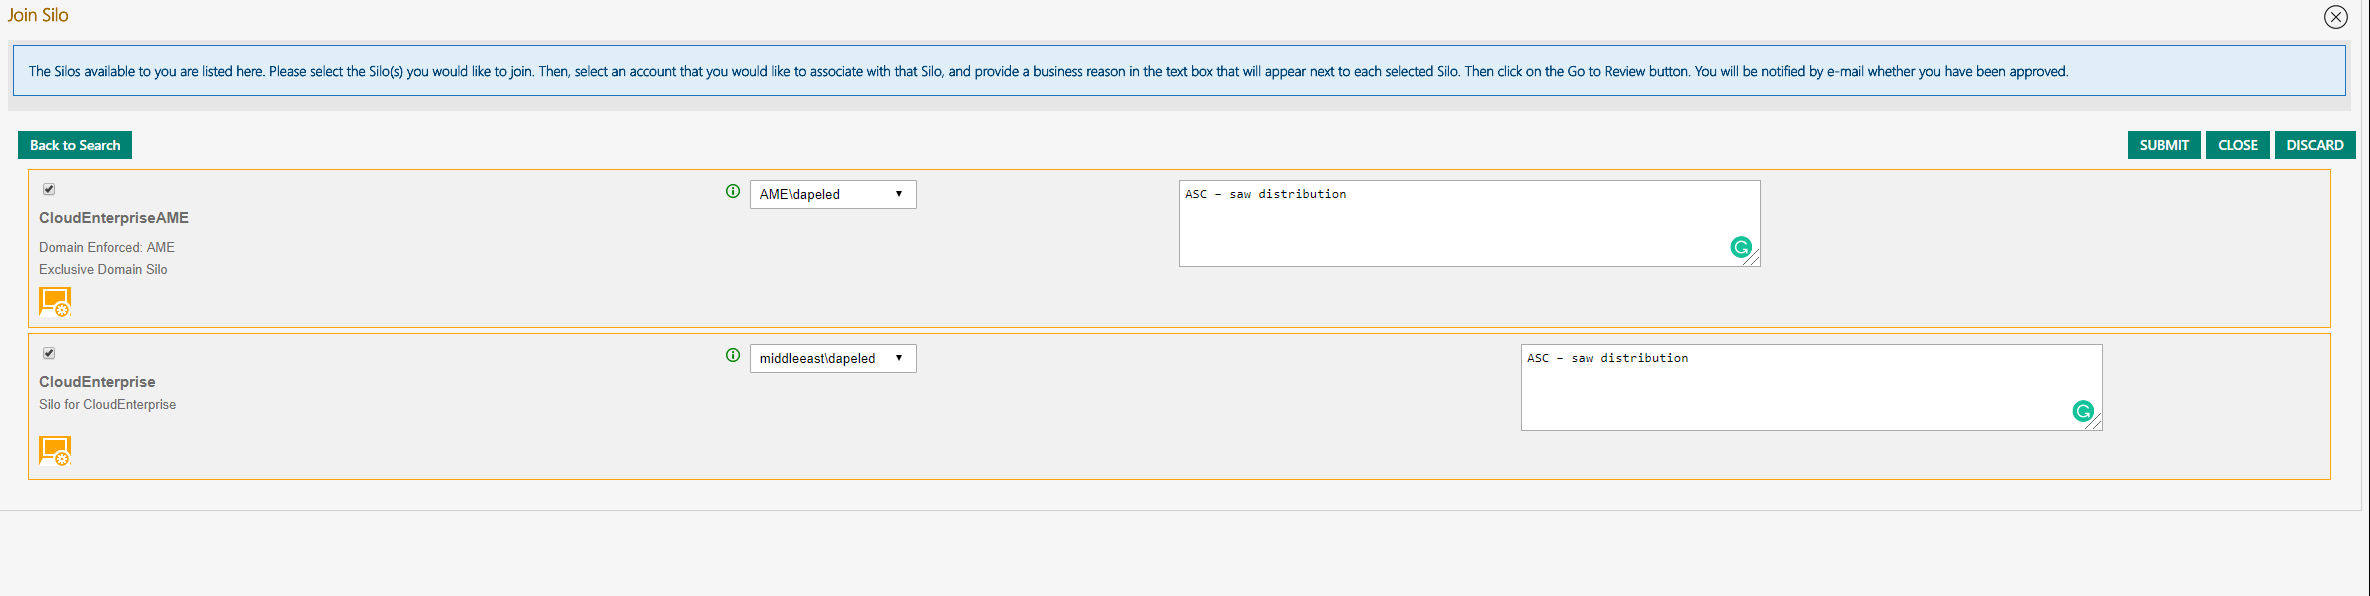 Join Silo
The Silos available to you are listed here. Please select the Silo(s) you would like to join. Then, select an account that you would like to associate with that Silo, and provide a business reason in the text box that will appear next to each selected Silo. Then click on the Go to Review button. You will be notified by e-mail whether you have been approved.
Back to Search
SUBMIT CLOSE DISCARD
CloudEnterpriseAME
Domain Enforced: AME
Exclusive Domain Silo
AME\dapeled
ASC - saw distribution
CloudEnterprise
Silo for CloudEnterprise
middleeast\dapeled
ASC - saw distribution